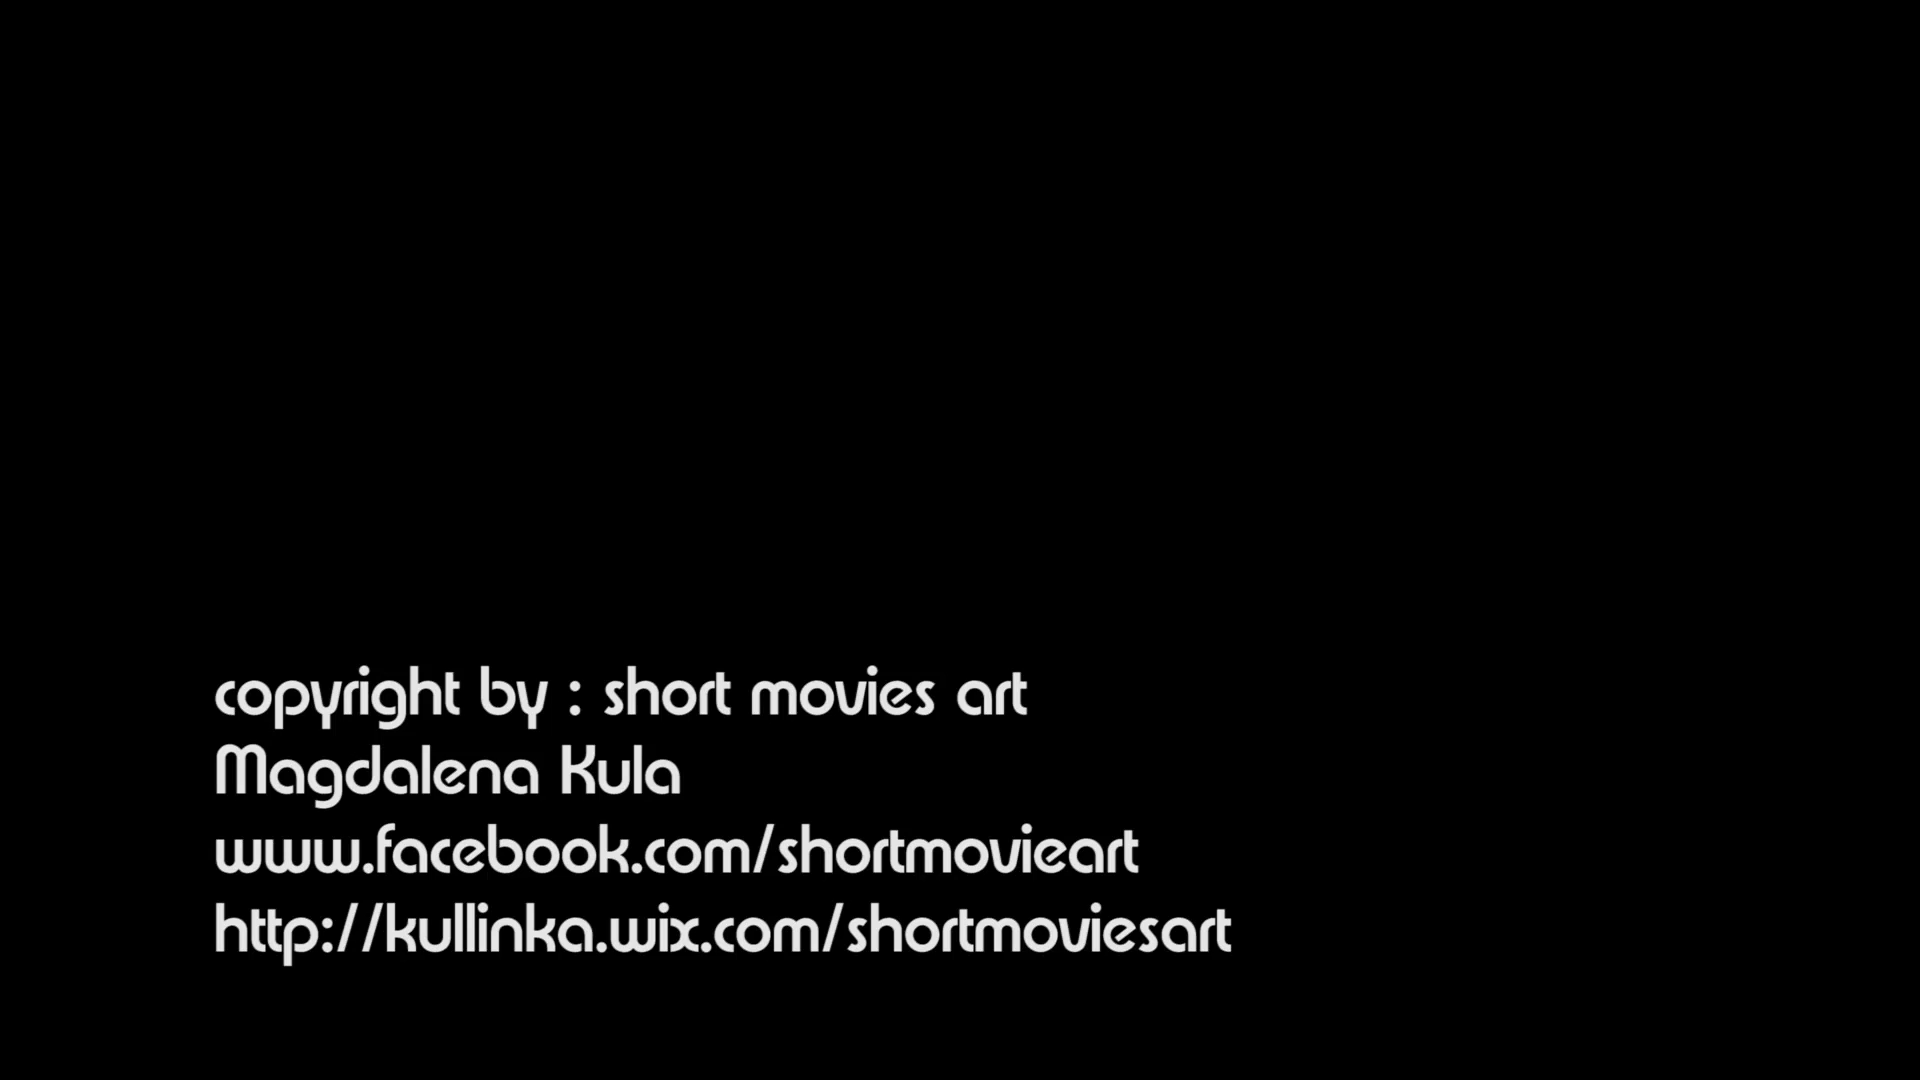 copyright by : short movies art
Magdalena Kula
www.facebook.com/shortmovieart
http://kullinka.wix.com/shortmoviesart